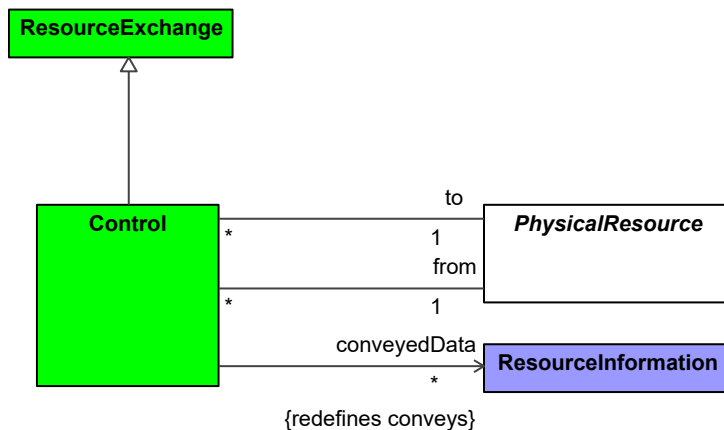 ResourceExchange
Control
to
PhysicalResource
*
1
from
*
1
conveyedData
ResourceInformation
*
{redefines conveys}